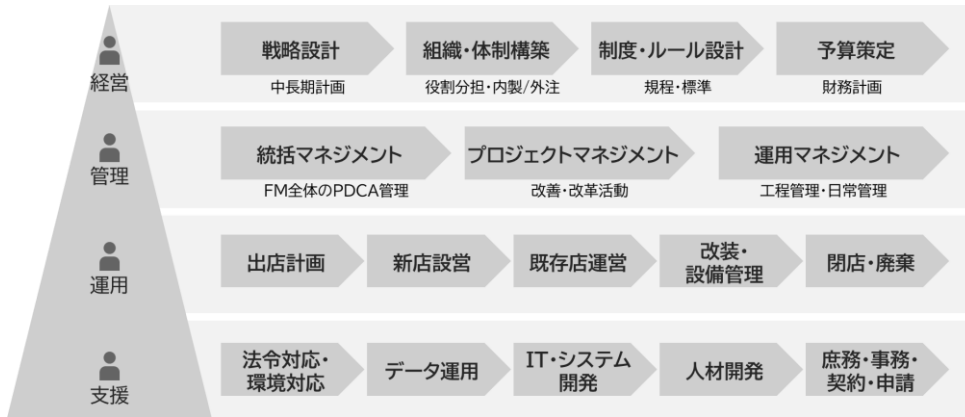 経営
戦略設計
組織・体制構築
制度・ルール設計
予算策定
中長期計画
役割分担・内製/外注
規程・標準
財務計画
管理
統括マネジメント
プロジェクトマネジメント
運用マネジメント
FM全体のPDCA管理
改善・改革活動
工程管理・日常管理
運用
出店計画
新店設営
既存店運営
改装・
設備管理
閉店・廃棄
支援
法令対応・
環境対応
データ運用
IT・システム
開発
人材開発
庶務・事務・
契約・申請